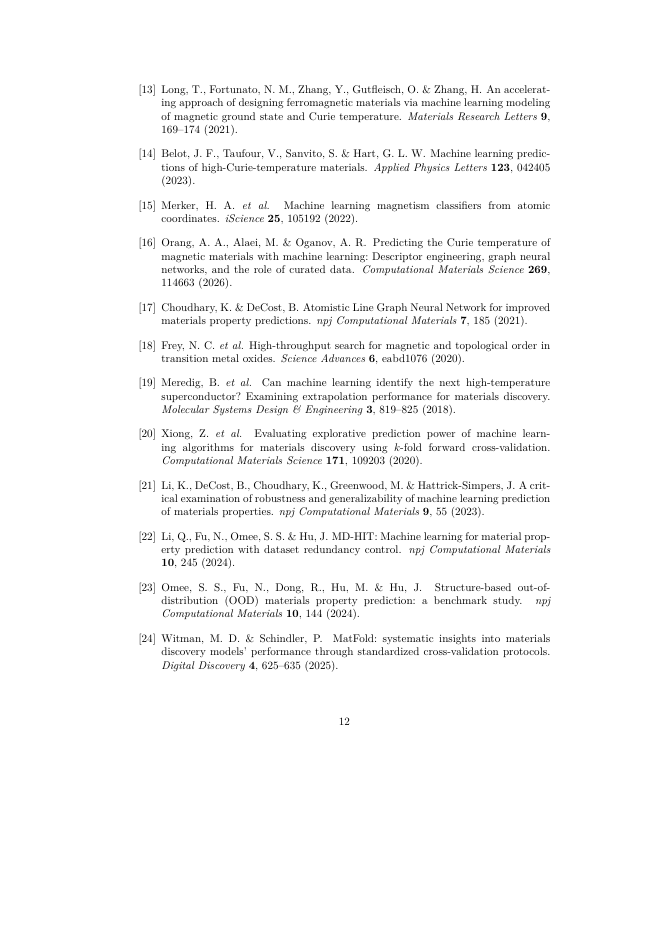 [13] Long, T., Fortunato, N. M., Zhang, Y., Gutfleisch, O. & Zhang, H. An accelerat-
ing approach of designing ferromagnetic materials via machine learning modeling
of magnetic ground state and Curie temperature. Materials Research Letters 9,
169–174 (2021).
[14] Belot, J. F., Taufour, V., Sanvito, S. & Hart, G. L. W. Machine learning predic-
tions of high-Curie-temperature materials. Applied Physics Letters 123, 042405
(2023).
[15] Merker, H. A. et al. Machine learning magnetism classifiers from atomic
coordinates. iScience 25, 105192 (2022).
[16] Orang, A. A., Alaei, M. & Oganov, A. R. Predicting the Curie temperature of
magnetic materials with machine learning: Descriptor engineering, graph neural
networks, and the role of curated data. Computational Materials Science 269,
114663 (2026).
[17] Choudhary, K. & DeCost, B. Atomistic Line Graph Neural Network for improved
materials property predictions. npj Computational Materials 7, 185 (2021).
[18] Frey, N. C. et al. High-throughput search for magnetic and topological order in
transition metal oxides. Science Advances 6, eabd1076 (2020).
[19] Meredig, B. et al. Can machine learning identify the next high-temperature
superconductor? Examining extrapolation performance for materials discovery.
Molecular Systems Design & Engineering 3, 819–825 (2018).
[20] Xiong, Z. et al. Evaluating explorative prediction power of machine learn-
ing algorithms for materials discovery using k-fold forward cross-validation.
Computational Materials Science 171, 109203 (2020).
[21] Li, K., DeCost, B., Choudhary, K., Greenwood, M. & Hattrick-Simpers, J. A crit-
ical examination of robustness and generalizability of machine learning prediction
of materials properties. npj Computational Materials 9, 55 (2023).
[22] Li, Q., Fu, N., Omee, S. S. & Hu, J. MD-HIT: Machine learning for material prop-
erty prediction with dataset redundancy control. npj Computational Materials
10, 245 (2024).
[23] Omee, S. S., Fu, N., Dong, R., Hu, M. & Hu, J. Structure-based out-of-
distribution (OOD) materials property prediction: a benchmark study. npj
Computational Materials 10, 144 (2024).
[24] Witman, M. D. & Schindler, P. MatFold: systematic insights into materials
discovery models' performance through standardized cross-validation protocols.
Digital Discovery 4, 625–635 (2025).
12